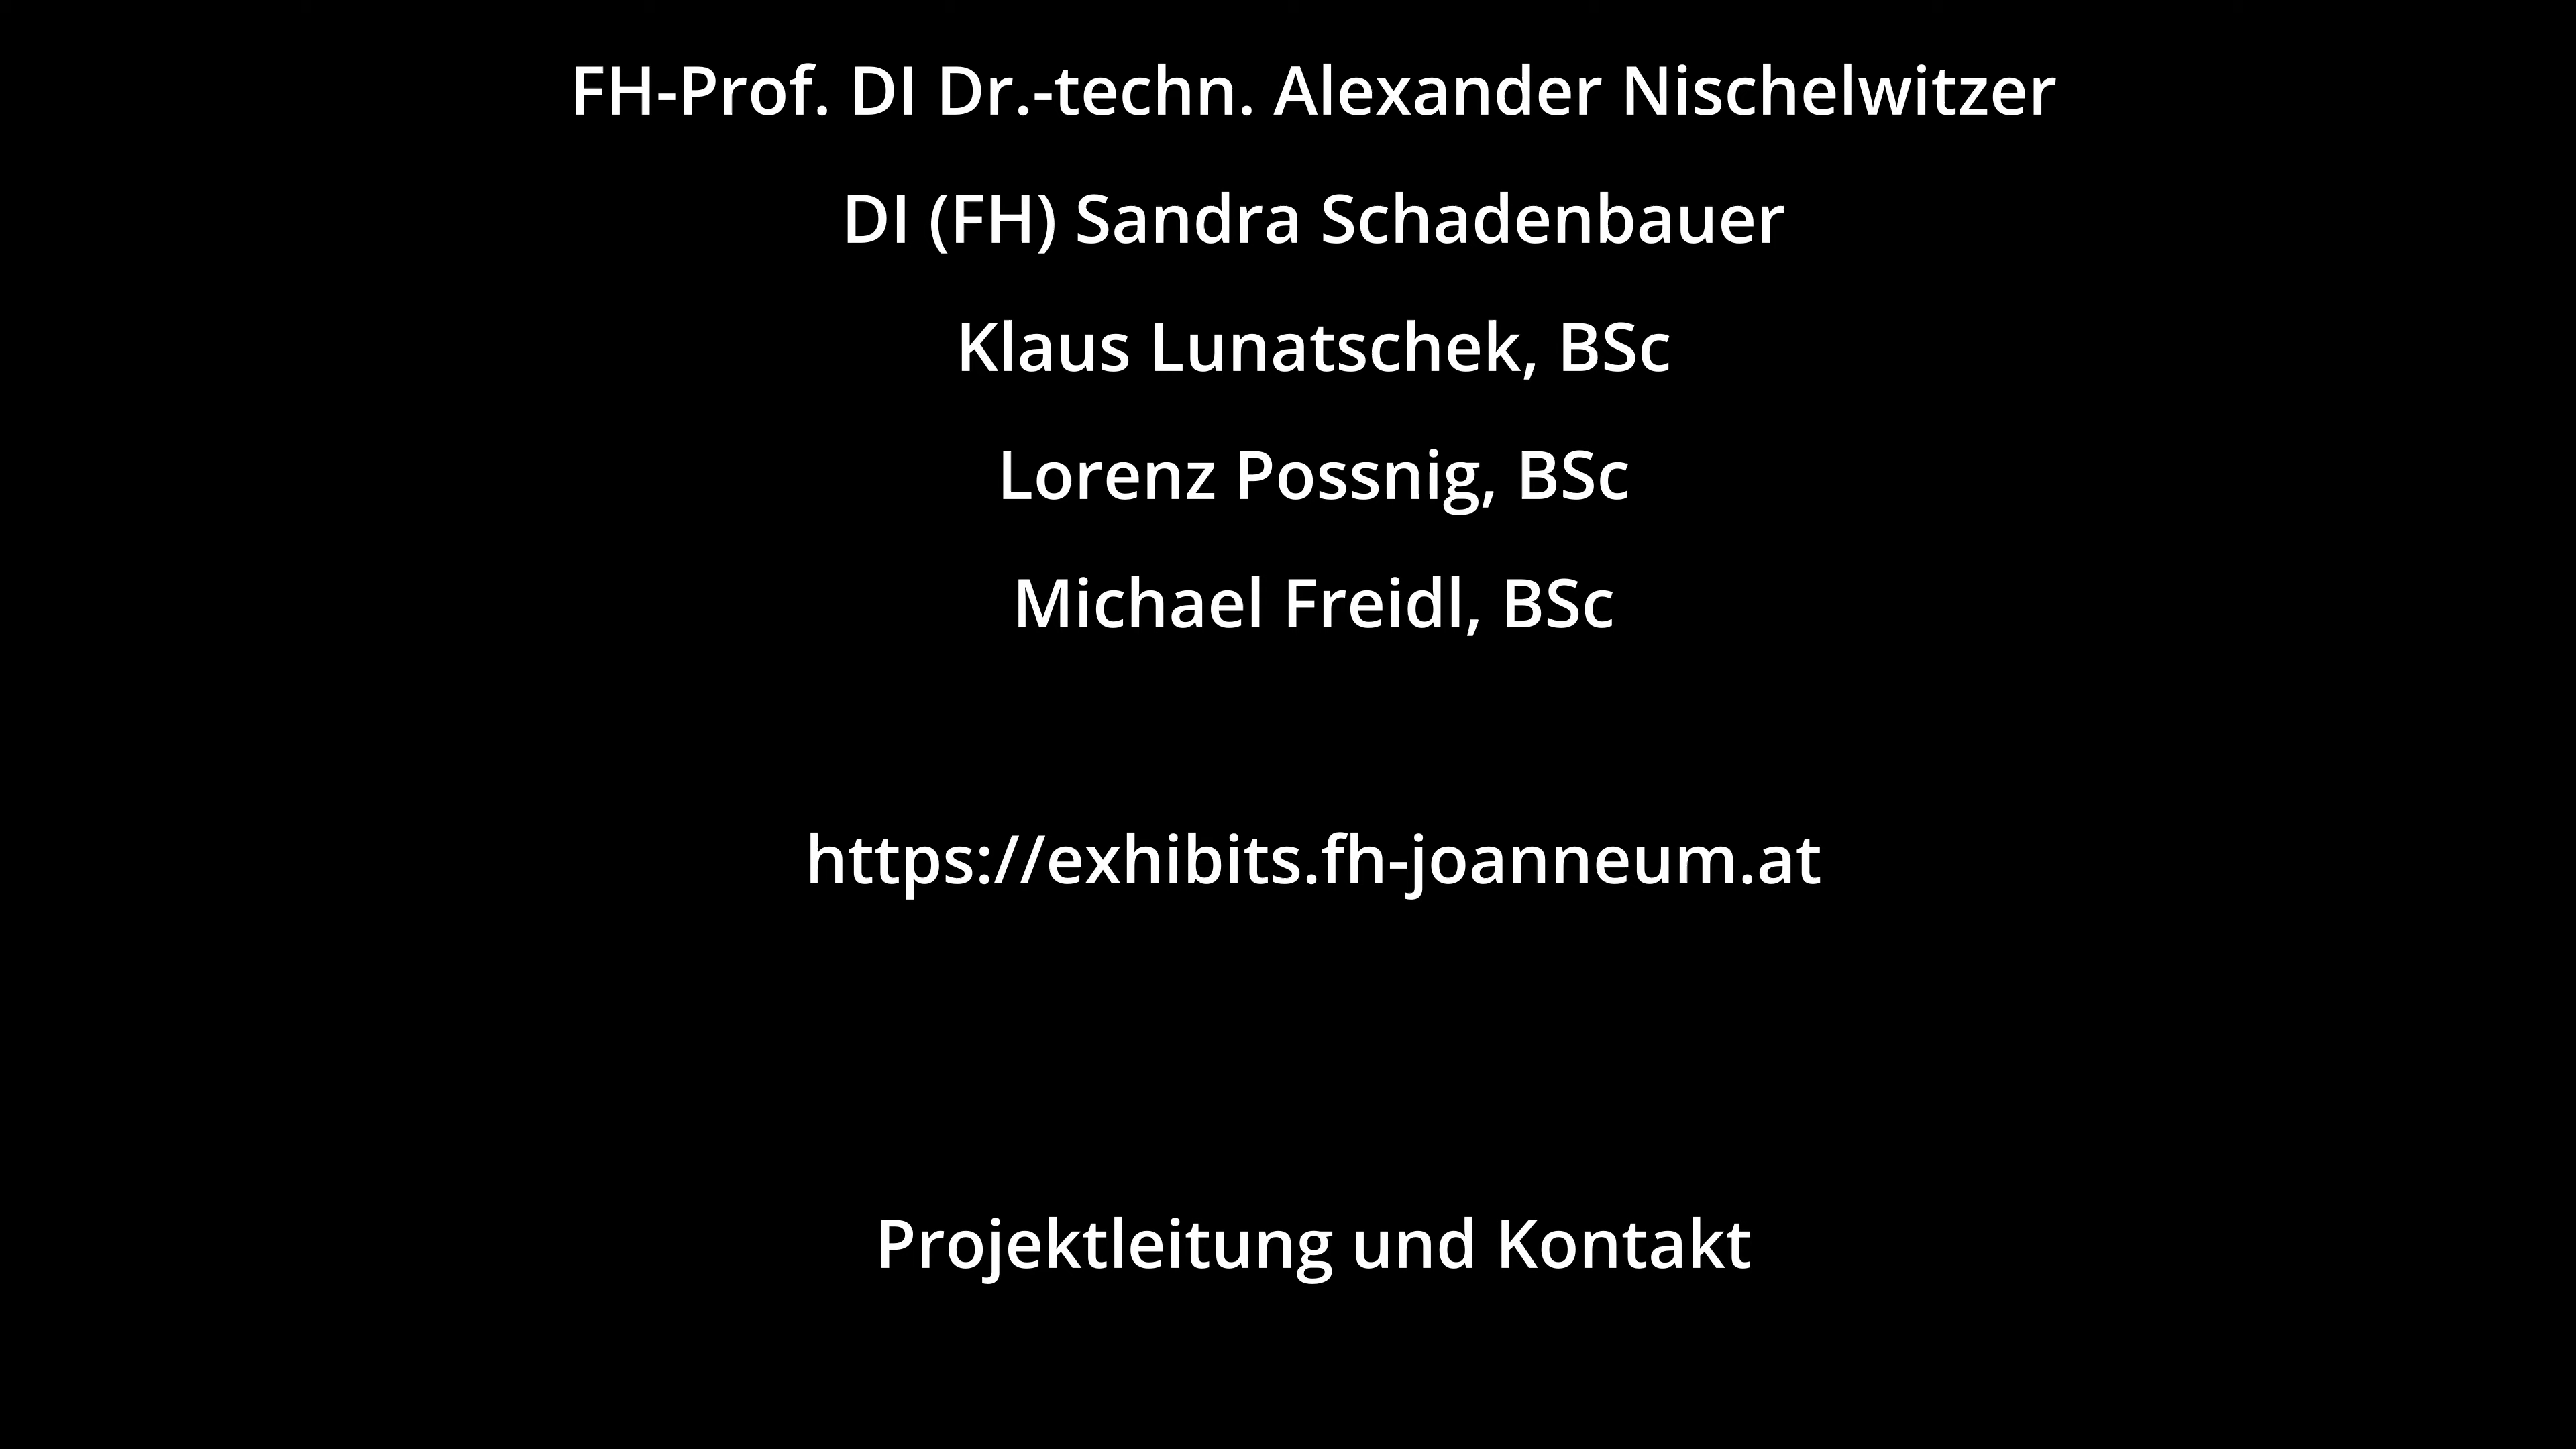 FH-Prof. DI Dr.-techn. Alexander Nischelwitzer
DI (FH) Sandra Schadenbauer
Klaus Lunatschek, BSc
Lorenz Possnig, BSc
Michael Freidl, BSc
https://exhibits.fh-joanneum.at
Projektleitung und Kontakt